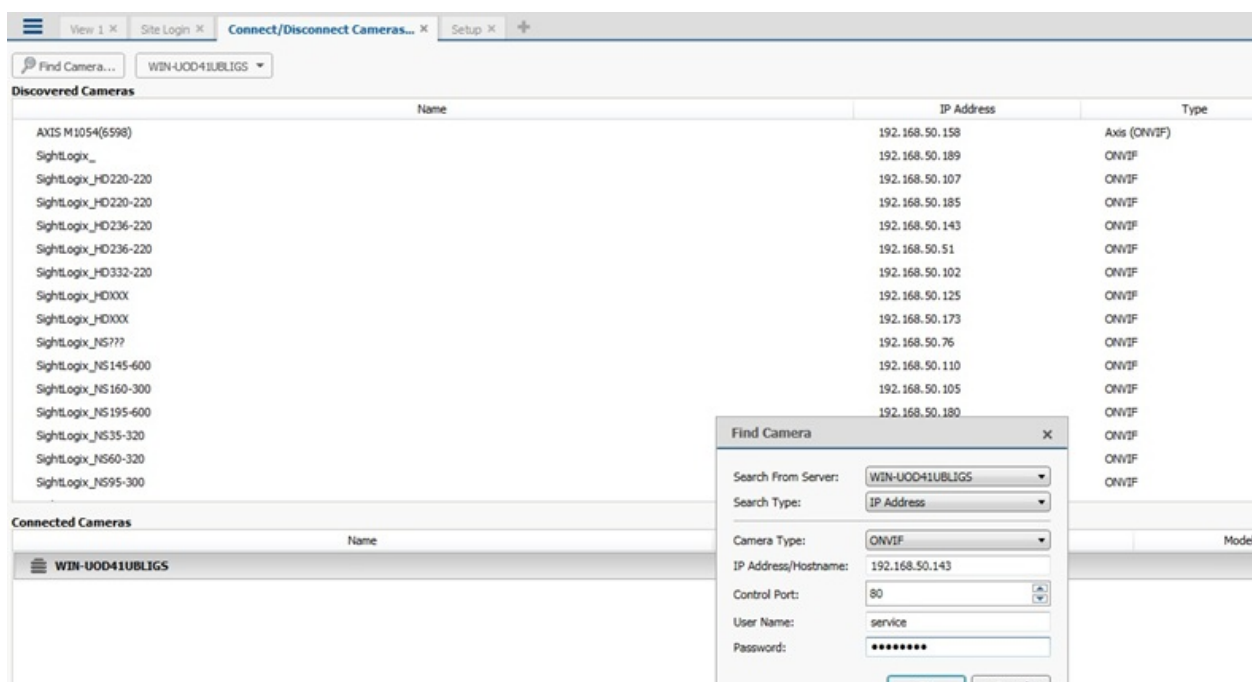 View 1 × Site Login × Connect/Disconnect Cameras... × Setup × +
Find Camera... WIN-UOD41UBLIGS
Discovered Cameras
Name IP Address Type
AXIS M1054(6598) 192.168.50.158 Axis (ONVIF)
SightLogix_ 192.168.50.189 ONVIF
SightLogix_HD220-220 192.168.50.107 ONVIF
SightLogix_HD220-220 192.168.50.185 ONVIF
SightLogix_HD236-220 192.168.50.143 ONVIF
SightLogix_HD236-220 192.168.50.51 ONVIF
SightLogix_HD332-220 192.168.50.102 ONVIF
SightLogix_HDXXX 192.168.50.125 ONVIF
SightLogix_HDXXX 192.168.50.173 ONVIF
SightLogix_NS??? 192.168.50.76 ONVIF
SightLogix_NS145-600 192.168.50.110 ONVIF
SightLogix_NS160-300 192.168.50.105 ONVIF
SightLogix_NS195-600 192.168.50.180 ONVIF
SightLogix_NS35-320 ONVIF
SightLogix_NS60-320 ONVIF
SightLogix_NS95-300 ONVIF
Connected Cameras
Name Model
WIN-UOD41UBLIGS
Find Camera ×
Search From Server: WIN-UOD41UBLIGS
Search Type: IP Address
Camera Type: ONVIF
IP Address/Hostname: 192.168.50.143
Control Port: 80
User Name: service
Password: ••••••••